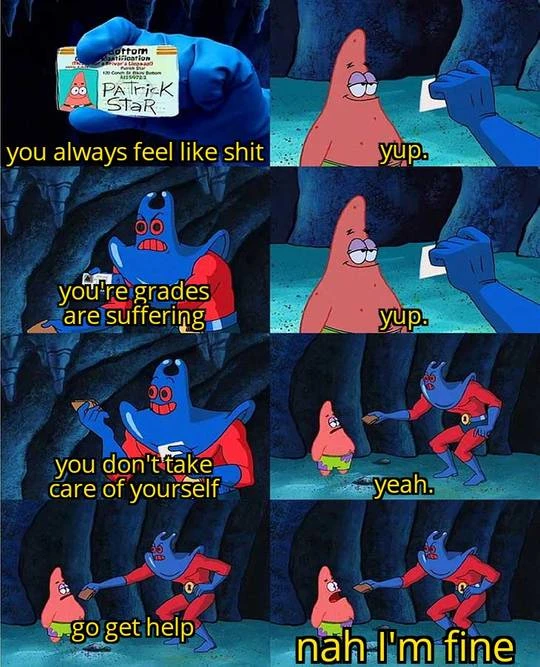 PATrick
STaR
you always feel like shit
yup.
you're grades
are suffering
yup.
you don't take
care of yourself
yeah.
go get help
nah I'm fine